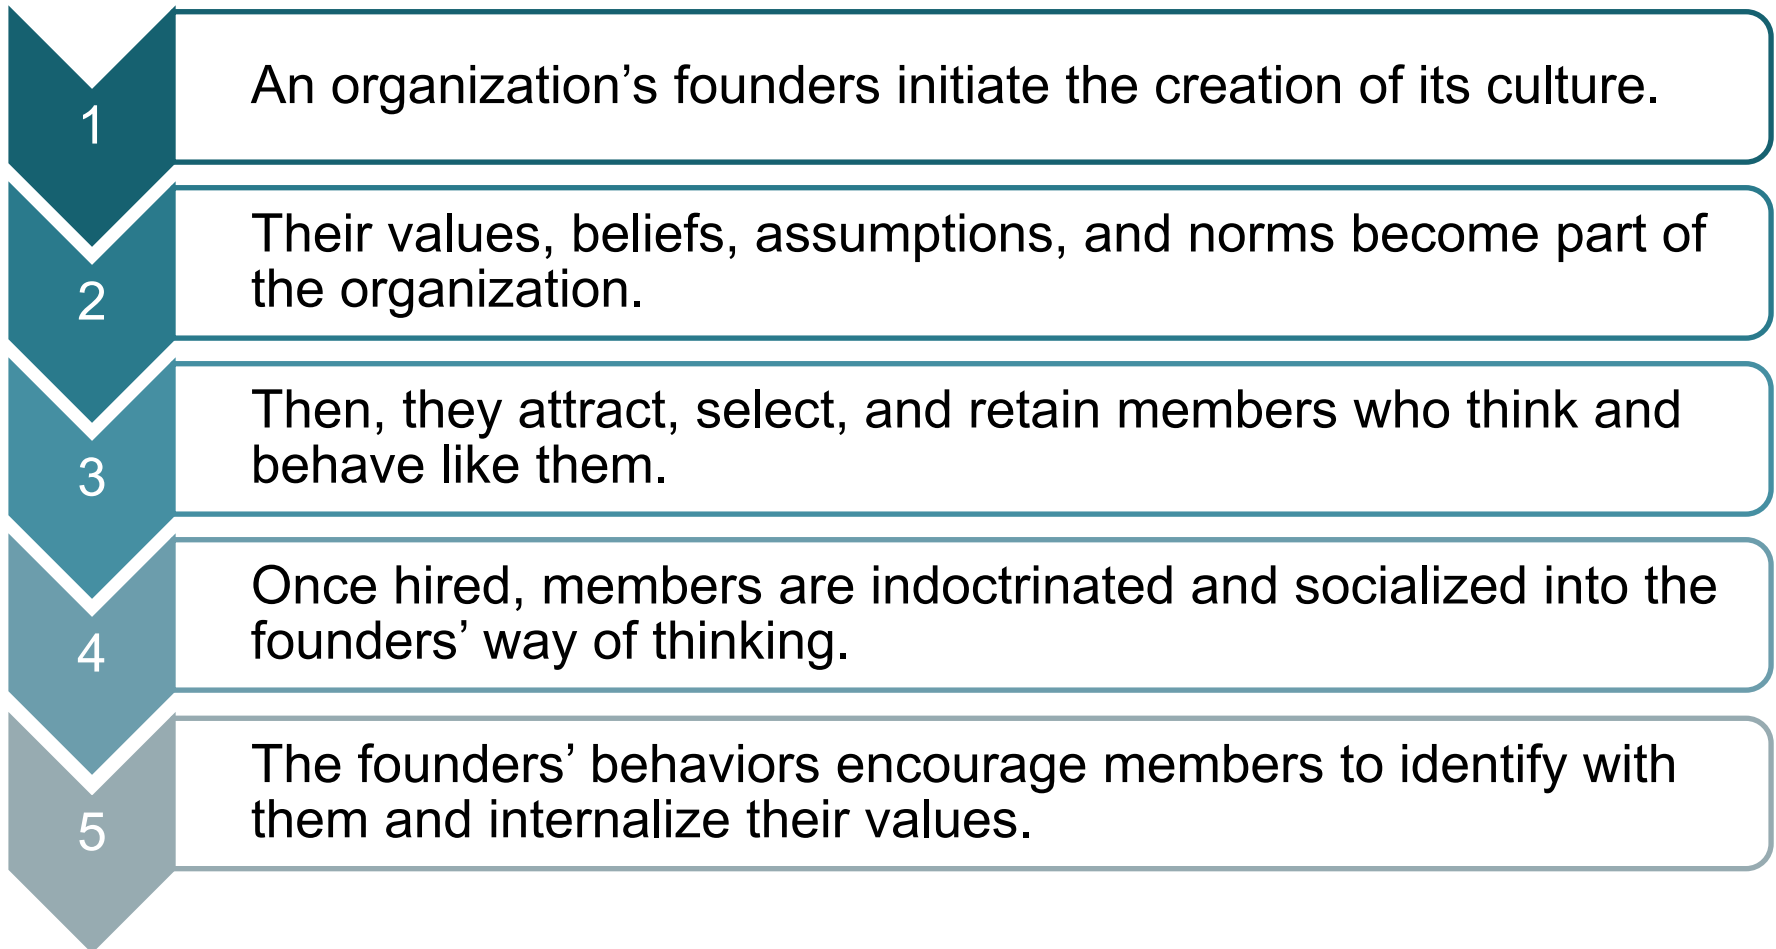 1
An organization’s founders initiate the creation of its culture.
2
Their values, beliefs, assumptions, and norms become part of
the organization.
3
Then, they attract, select, and retain members who think and
behave like them.
4
Once hired, members are indoctrinated and socialized into the
founders’ way of thinking.
5
The founders’ behaviors encourage members to identify with
them and internalize their values.